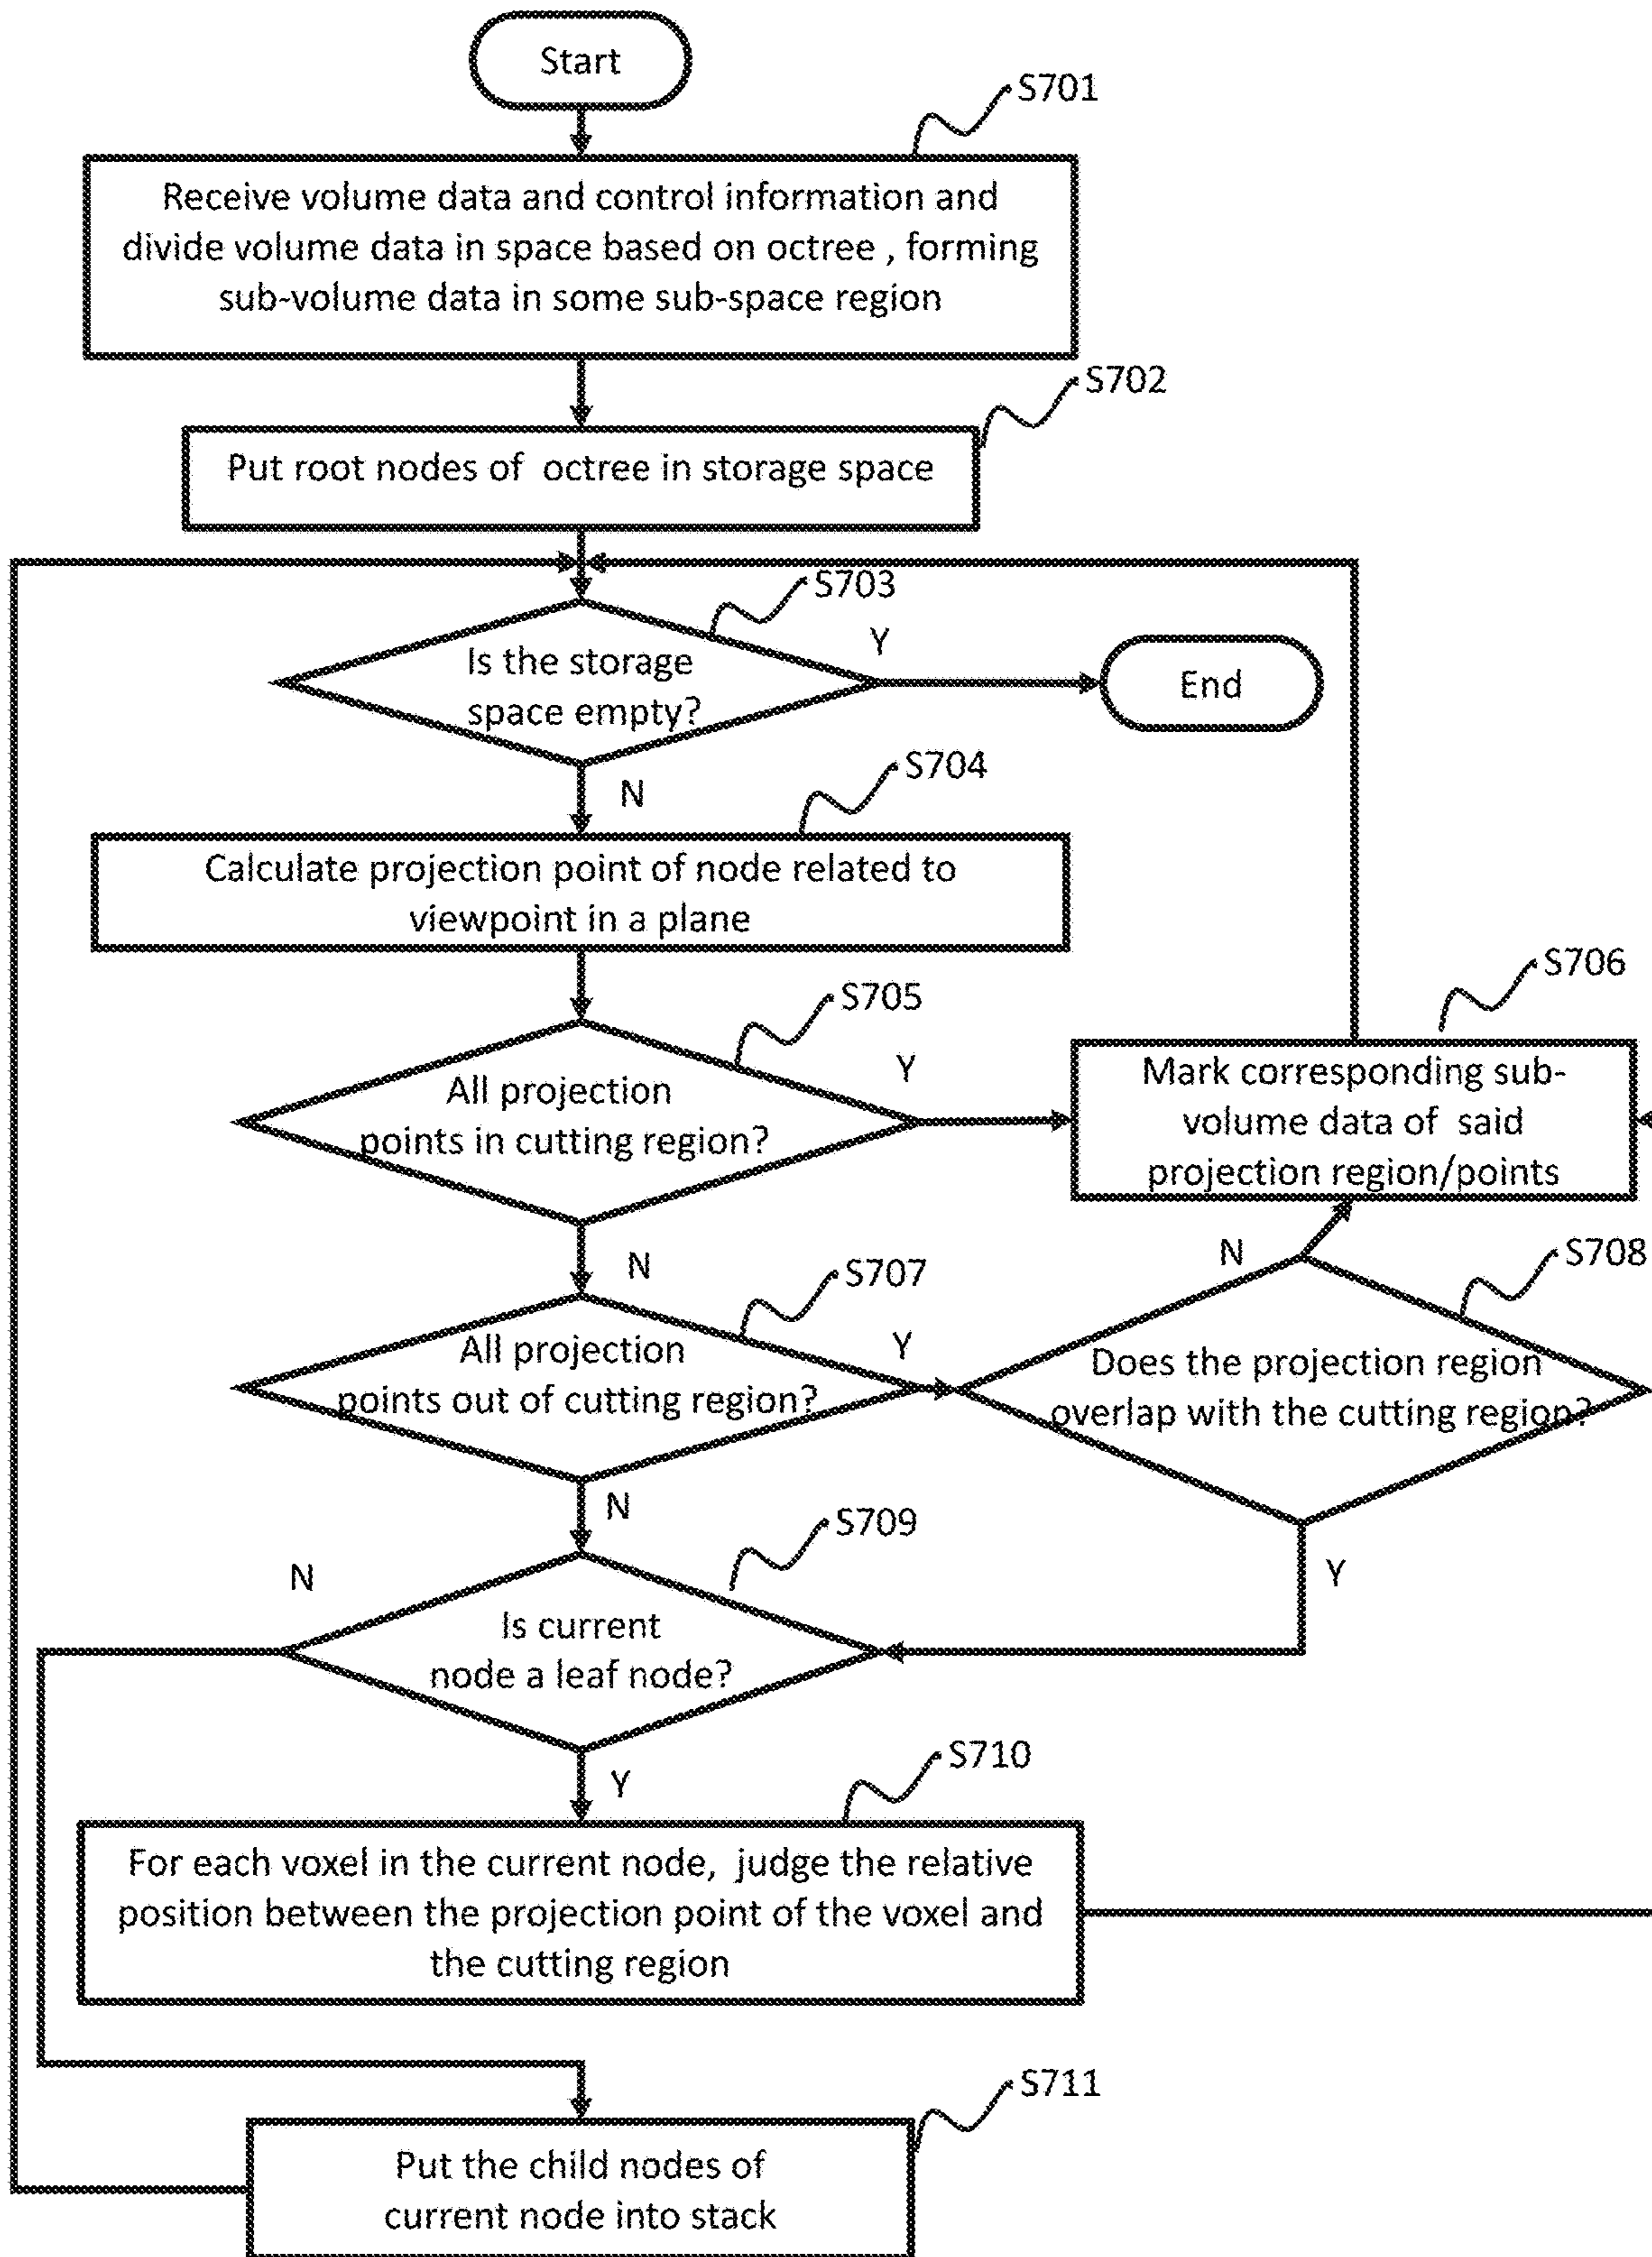 Start
S701
Receive volume data and control information and
divide volume data in space based on octree , forming
sub-volume data in some sub-space region
S702
Put root nodes of octree in storage space
S703
Is the storage
space empty?
Y
End
N
S704
Calculate projection point of node related to
viewpoint in a plane
S705
All projection
points in cutting region?
Y
S706
Mark corresponding sub-
volume data of said
projection region/points
N
S707
All projection
points out of cutting region?
Y
N
S708
Does the projection region
overlap with the cutting region?
Y
N
S709
Is current
node a leaf node?
N
Y
S710
For each voxel in the current node, judge the relative
position between the projection point of the voxel and
the cutting region
S711
Put the child nodes of
current node into stack